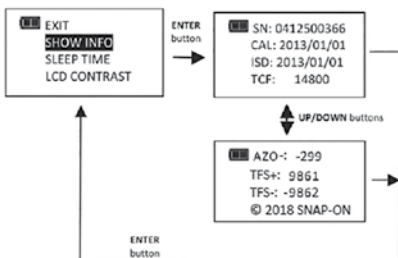 EXIT
SHOW INFO
SLEEP TIME
LCD CONTRAST
ENTER
button
SN: 0412500366
CAL: 2013/01/01
ISD: 2013/01/01
TCF: 14800
UP/DOWN buttons
AZO-: -299
TFS+: 9861
TFS-: -9862
© 2018 SNAP-ON
ENTER
button